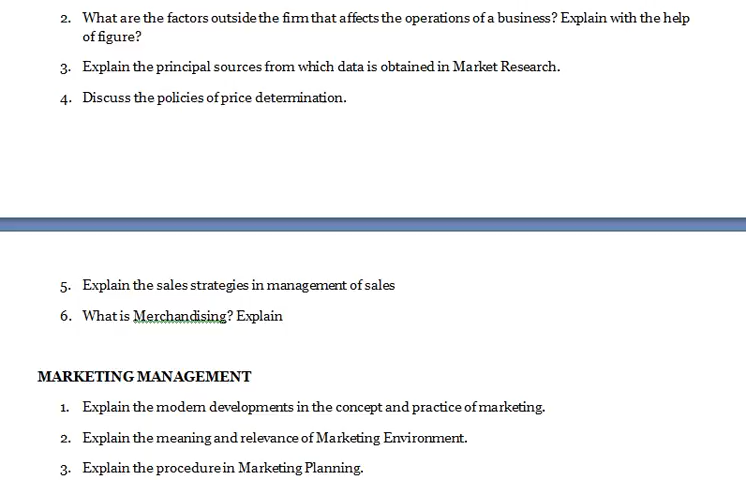 2. What are the factors outside the firm that affects the operations of a business? Explain with the help
of figure?
3. Explain the principal sources from which data is obtained in Market Research.
4. Discuss the policies of price determination.
5. Explain the sales strategies in management of sales
6. What is Merchandising? Explain
MARKETING MANAGEMENT
1. Explain the modern developments in the concept and practice of marketing.
2. Explain the meaning and relevance of Marketing Environment.
3. Explain the procedure in Marketing Planning.